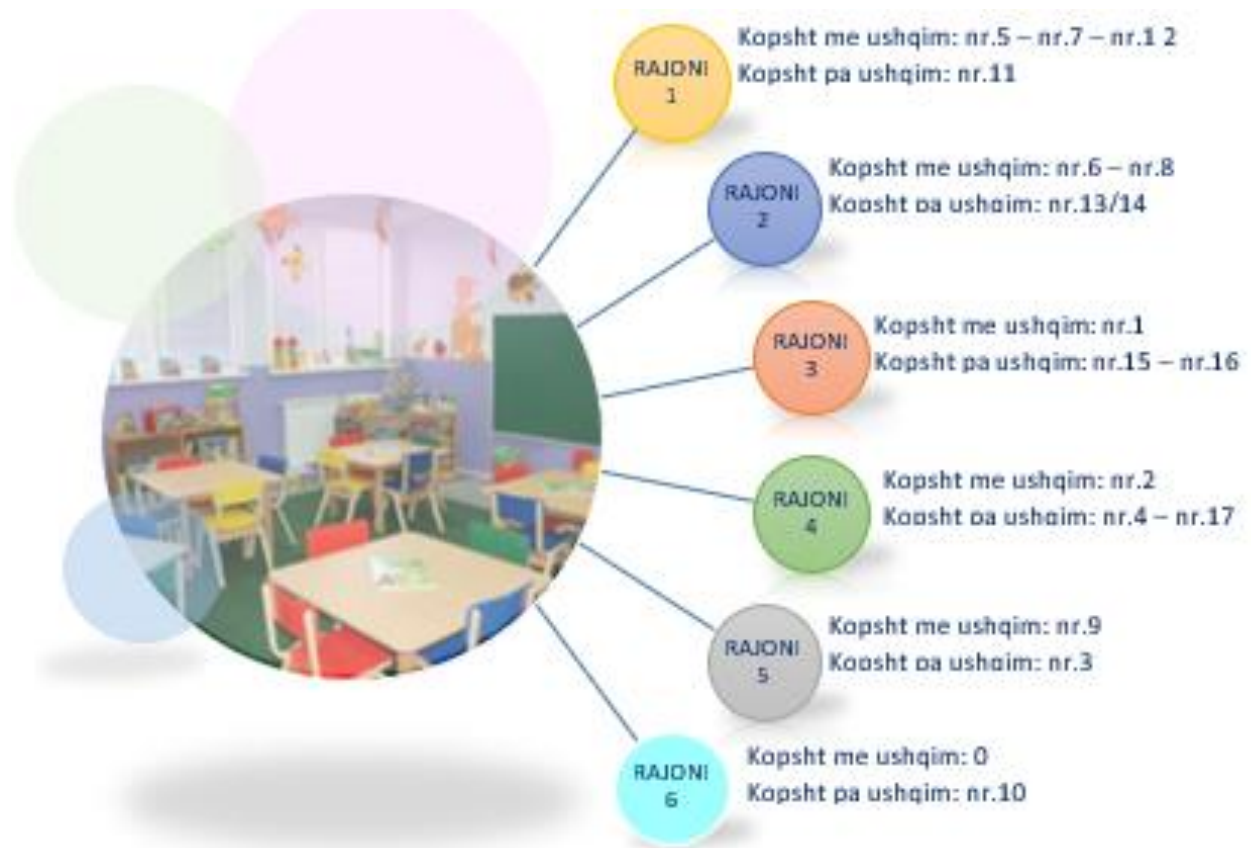 RAJONI
1
Kopsht me ushqim: nr.5 – nr.7 – nr.1 2
Kopsht pa ushqim: nr.11
RAJONI
2
Kopsht me ushqim: nr.6 – nr.8
Kopsht pa ushqim: nr.13/14
RAJONI
3
Kopsht me ushqim: nr.1
Kopsht pa ushqim: nr.15 – nr.16
RAJONI
4
Kopsht me ushqim: nr.2
Kopsht pa ushqim: nr.4 – nr.17
RAJONI
5
Kopsht me ushqim: nr.9
Kopsht pa ushqim: nr.3
RAJONI
6
Kopsht me ushqim: 0
Kopsht pa ushqim: nr.10